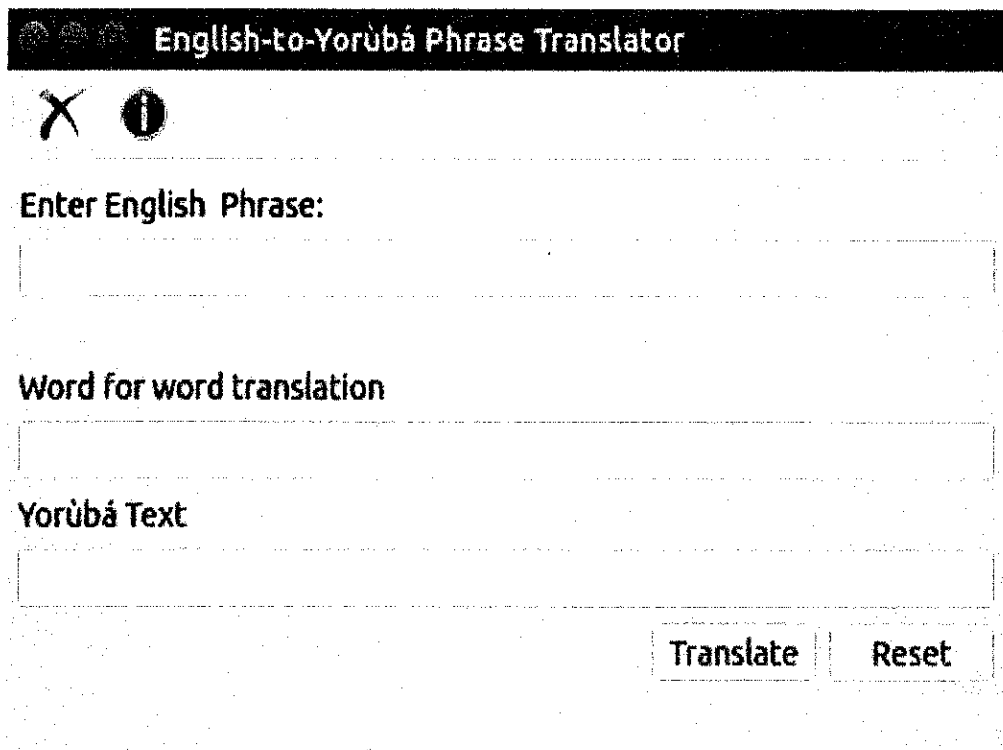 English-to-Yorùbá Phrase Translator
Enter English Phrase:
Word for word translation
Yorùbá Text
Translate Reset